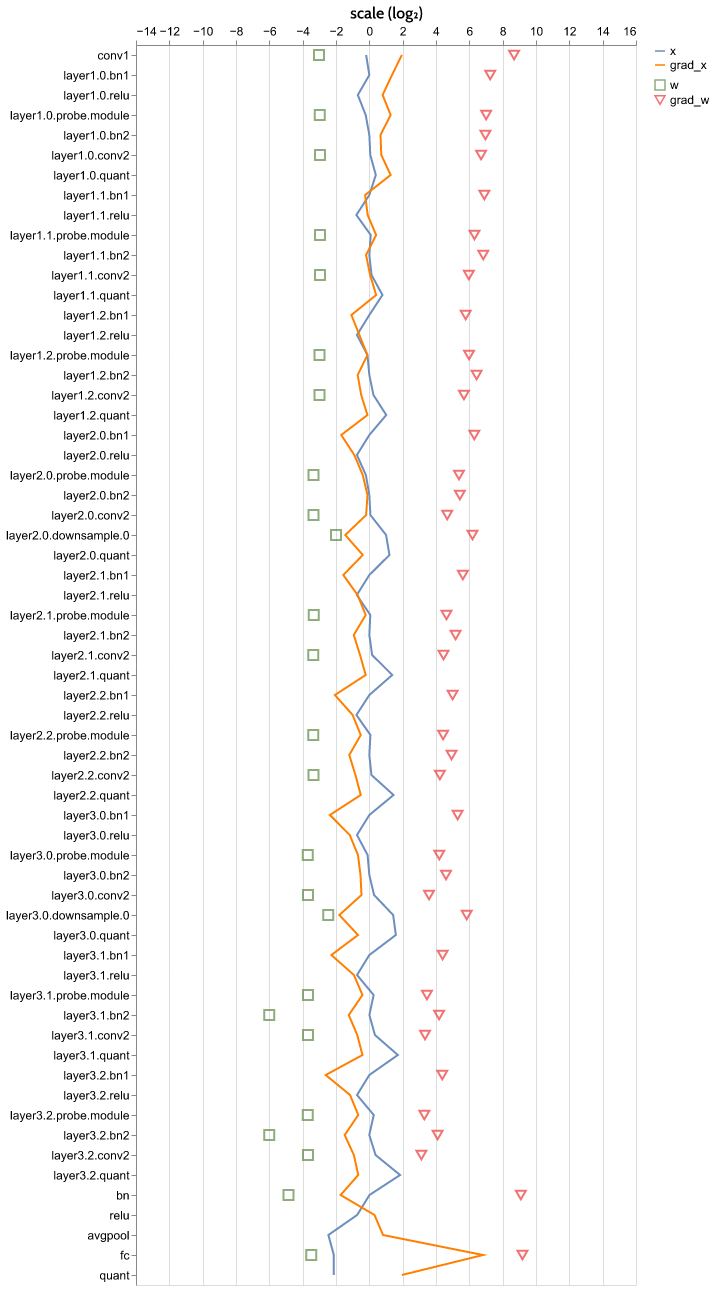 scale (log₂)
−14 −12 −10 −8 −6 −4 −2 0 2 4 6 8 10 12 14 16
x
grad_x
w
grad_w
conv1
layer1.0.bn1
layer1.0.relu
layer1.0.probe.module
layer1.0.bn2
layer1.0.conv2
layer1.0.quant
layer1.1.bn1
layer1.1.relu
layer1.1.probe.module
layer1.1.bn2
layer1.1.conv2
layer1.1.quant
layer1.2.bn1
layer1.2.relu
layer1.2.probe.module
layer1.2.bn2
layer1.2.conv2
layer1.2.quant
layer2.0.bn1
layer2.0.relu
layer2.0.probe.module
layer2.0.bn2
layer2.0.conv2
layer2.0.downsample.0
layer2.0.quant
layer2.1.bn1
layer2.1.relu
layer2.1.probe.module
layer2.1.bn2
layer2.1.conv2
layer2.1.quant
layer2.2.bn1
layer2.2.relu
layer2.2.probe.module
layer2.2.bn2
layer2.2.conv2
layer2.2.quant
layer3.0.bn1
layer3.0.relu
layer3.0.probe.module
layer3.0.bn2
layer3.0.conv2
layer3.0.downsample.0
layer3.0.quant
layer3.1.bn1
layer3.1.relu
layer3.1.probe.module
layer3.1.bn2
layer3.1.conv2
layer3.1.quant
layer3.2.bn1
layer3.2.relu
layer3.2.probe.module
layer3.2.bn2
layer3.2.conv2
layer3.2.quant
bn
relu
avgpool
fc
quant